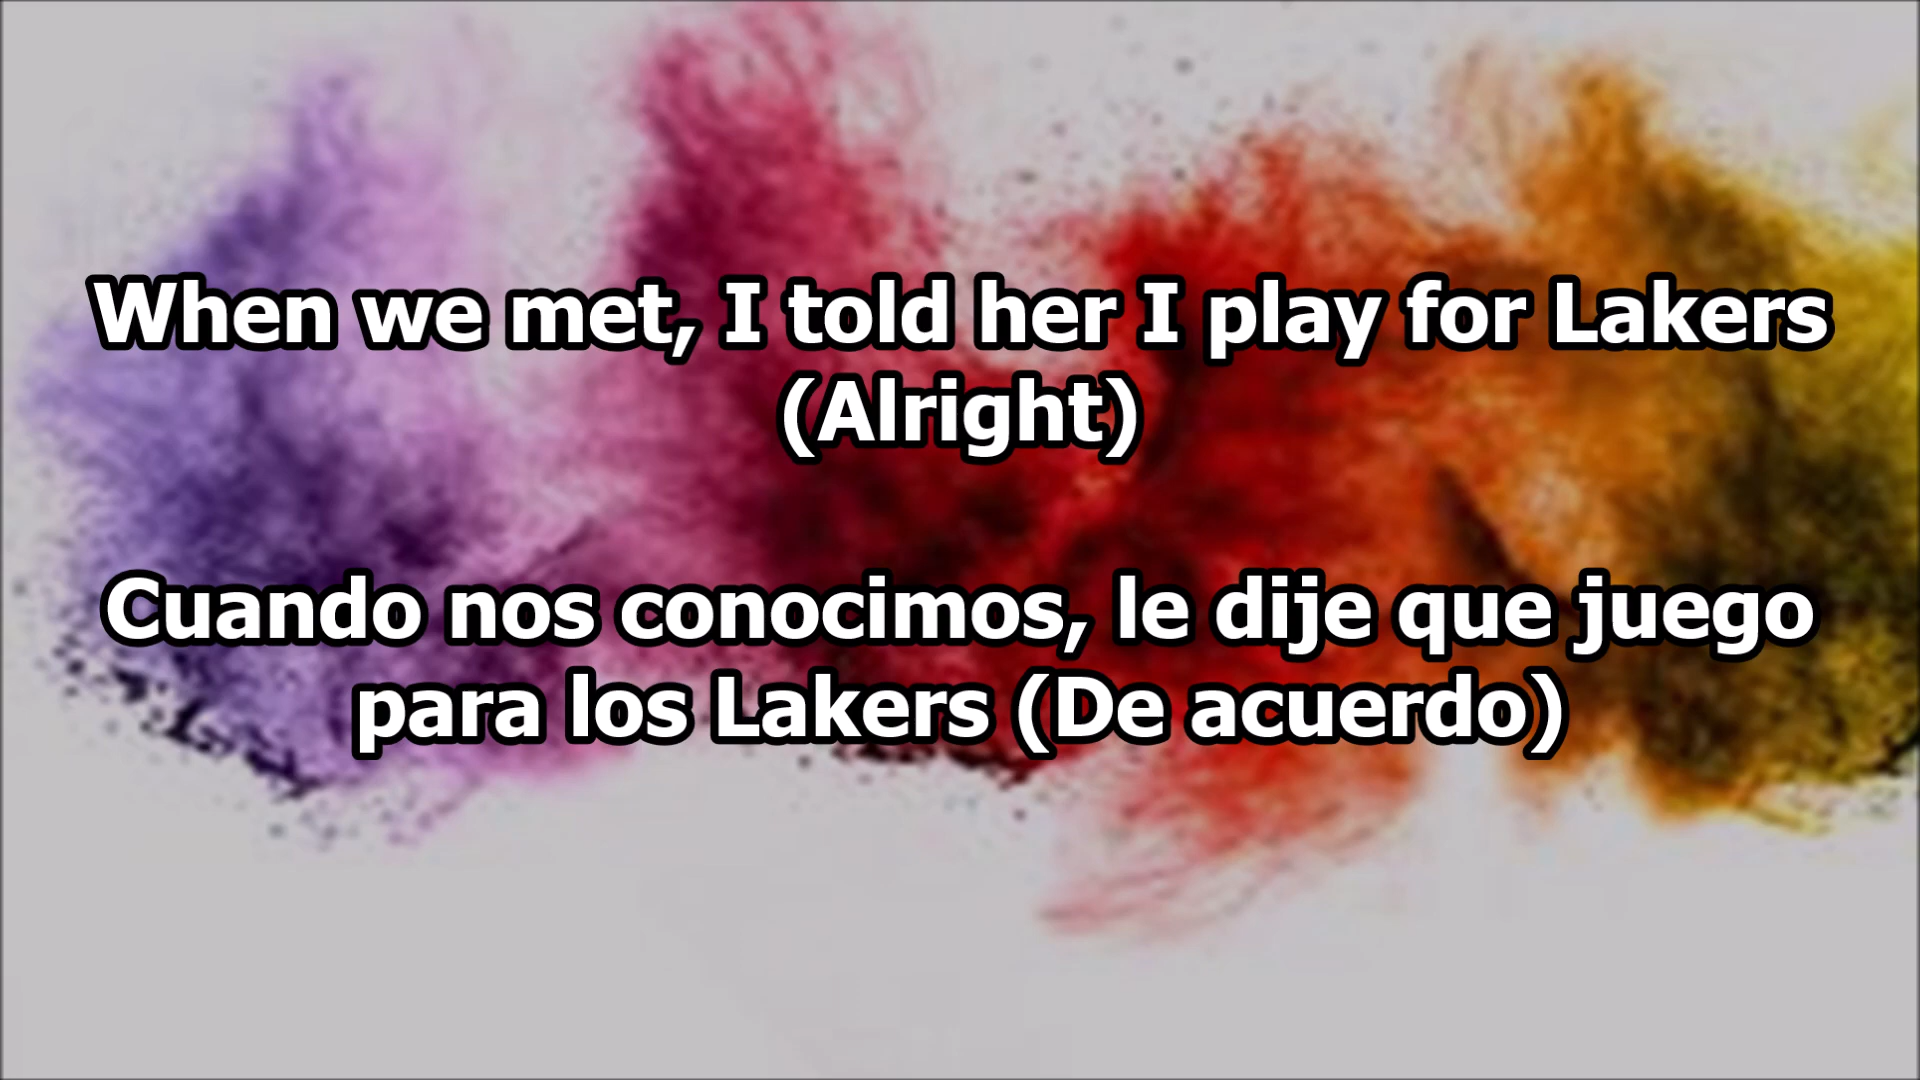 When we met, I told her I play for Lakers
(Alright)
Cuando nos conocimos, le dije que juego
para los Lakers (De acuerdo)